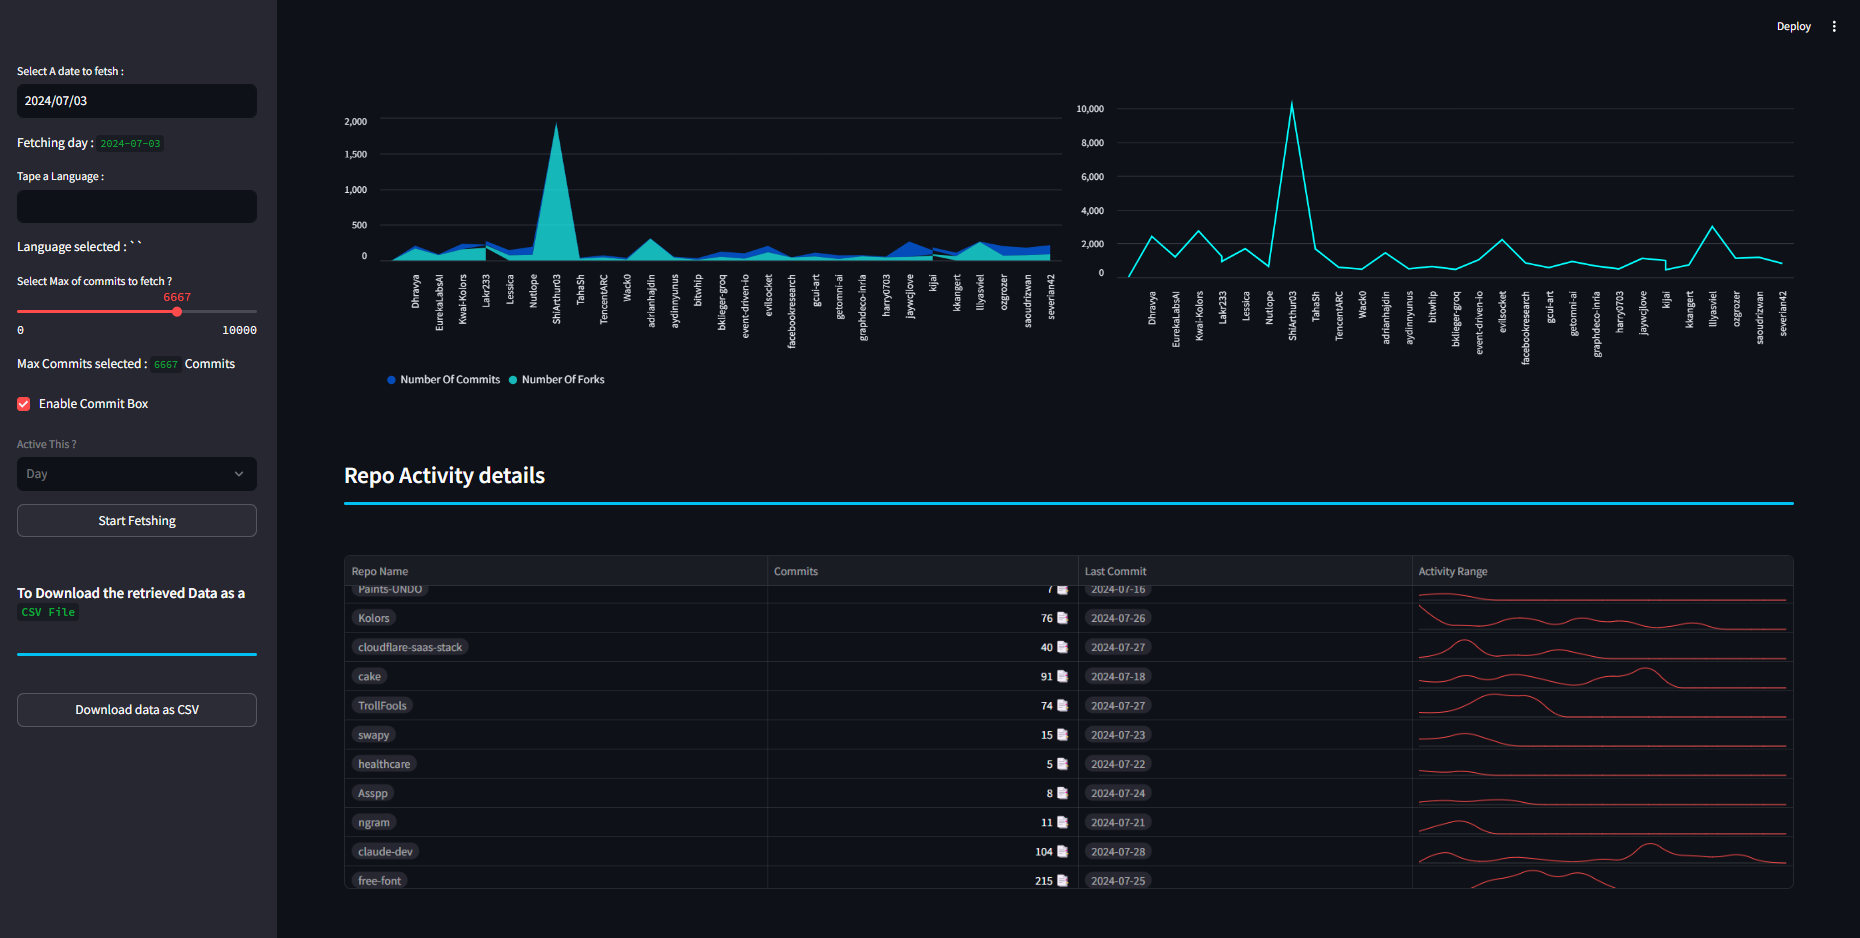 Deploy
Select A date to fetsh :
2024/07/03
Fetching day : 2024-07-03
Tape a Language :
Language selected : ``
Select Max of commits to fetch ?
6667
0 10000
Max Commits selected : 6667 Commits
Enable Commit Box
Active This ?
Day
Start Fetshing
To Download the retrieved Data as a
CSV File
Download data as CSV
2,000
1,500
1,000
500
0
Dhravya
EurekaLabsAI
Kwai-Kolors
Lakr233
Lessica
Nutlope
ShiArthur03
TahaSh
TencentARC
Wack0
adrianhajdin
aydinnyunus
bitwhip
bklieger-groq
event-driven-io
evilsocket
facebookresearch
gcui-art
getomni-ai
graphdeco-inria
harry0703
jaywcjlove
kijai
kkangert
lllyasviel
ozgrozer
saoudrizwan
severian42
Number Of Commits
Number Of Forks
10,000
8,000
6,000
4,000
2,000
0
Dhravya
EurekaLabsAI
Kwai-Kolors
Lakr233
Lessica
Nutlope
ShiArthur03
TahaSh
TencentARC
Wack0
adrianhajdin
aydinnyunus
bitwhip
bklieger-groq
event-driven-io
evilsocket
facebookresearch
gcui-art
getomni-ai
graphdeco-inria
harry0703
jaywcjlove
kijai
kkangert
lllyasviel
ozgrozer
saoudrizwan
severian42
Repo Activity details
Repo Name Commits Last Commit Activity Range
Paints-UNDO 7 2024-07-16
Kolors 76 2024-07-26
cloudflare-saas-stack 40 2024-07-27
cake 91 2024-07-18
TrollFools 74 2024-07-27
swapy 15 2024-07-23
healthcare 5 2024-07-22
Asspp 8 2024-07-24
ngram 11 2024-07-21
claude-dev 104 2024-07-28
free-font 215 2024-07-25